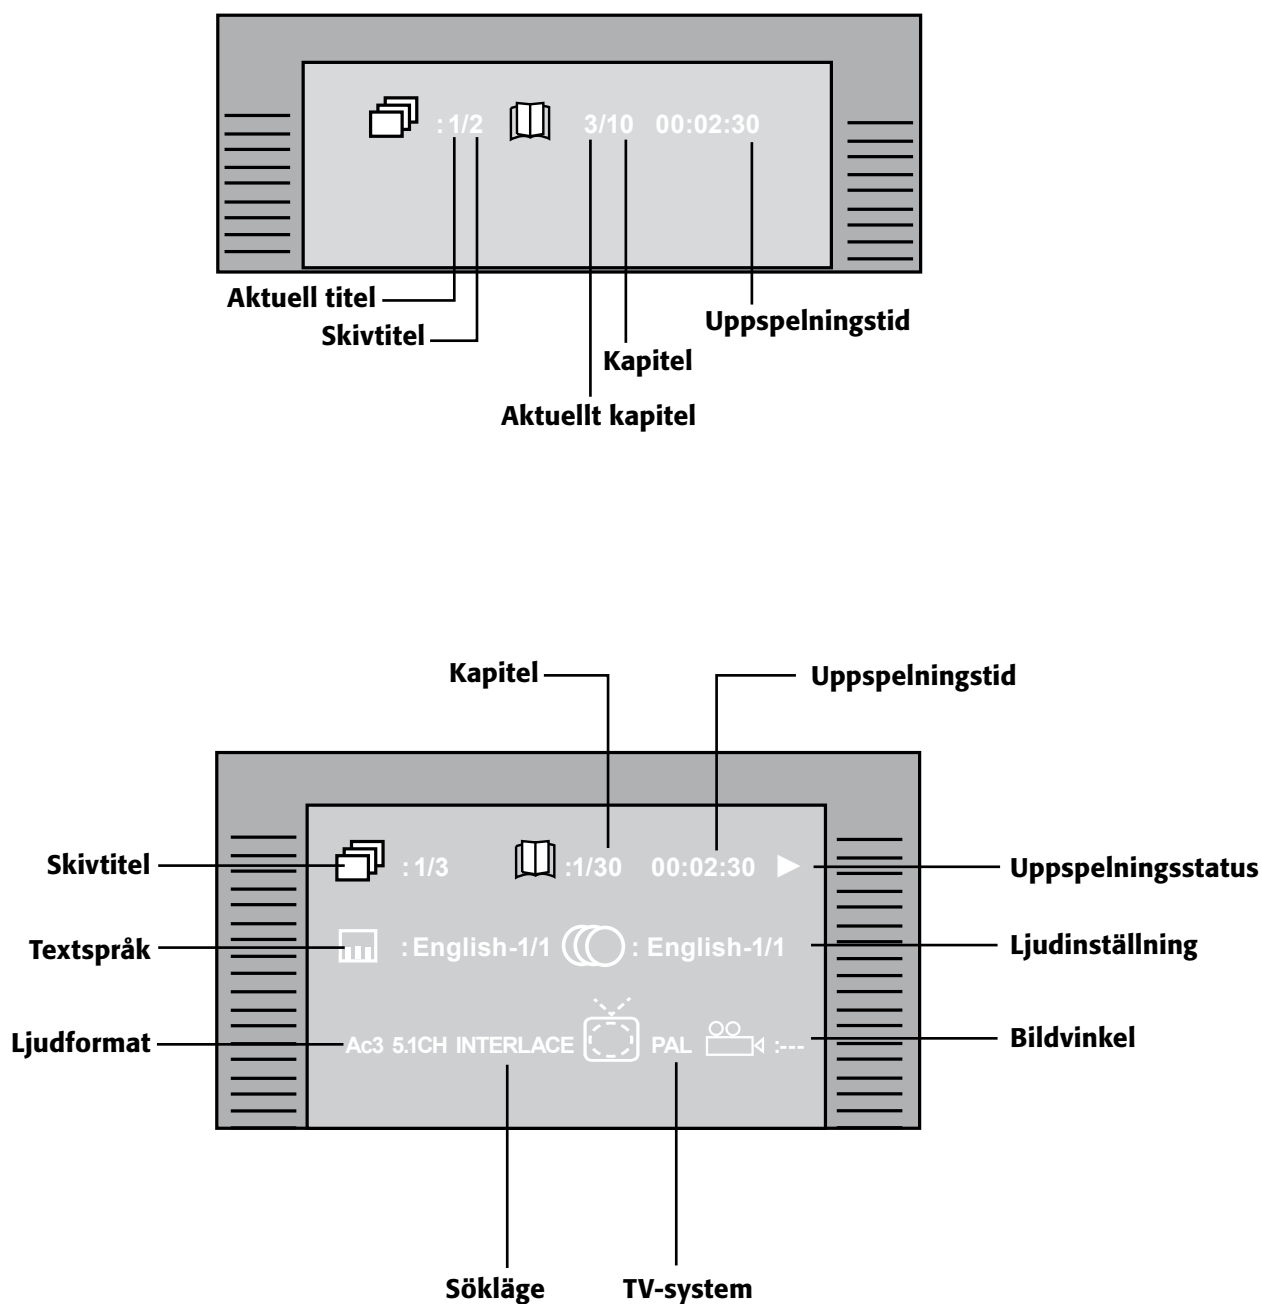 : 1/2 3/10 00:02:30
Aktuell titel
Skivtitel
Uppspelningstid
Kapitel
Aktuellt kapitel
Kapitel
Uppspelningstid
Skivtitel
: 1/3 :1/30 00:02:30
Uppspelningsstatus
Textspråk
: English-1/1 : English-1/1
Ljudinställning
Ljudformat
Ac3 5.1CH INTERLACE PAL :---
Bildvinkel
Sökläge
TV-system